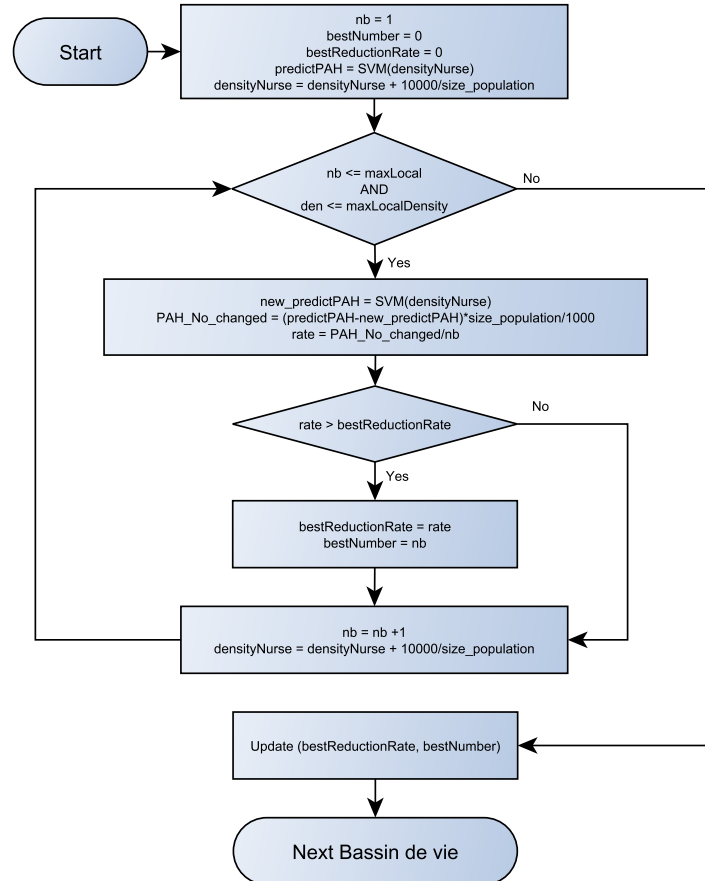 Start
nb = 1
bestNumber = 0
bestReductionRate = 0
predictPAH = SVM(densityNurse)
densityNurse = densityNurse + 10000/size_population
nb <= maxLocal
AND
den <= maxLocalDensity
No
Yes
new_predictPAH = SVM(densityNurse)
PAH_No_changed = (predictPAH-new_predictPAH)*size_population/1000
rate = PAH_No_changed/nb
rate > bestReductionRate
No
Yes
bestReductionRate = rate
bestNumber = nb
nb = nb +1
densityNurse = densityNurse + 10000/size_population
Update (bestReductionRate, bestNumber)
Next Bassin de vie